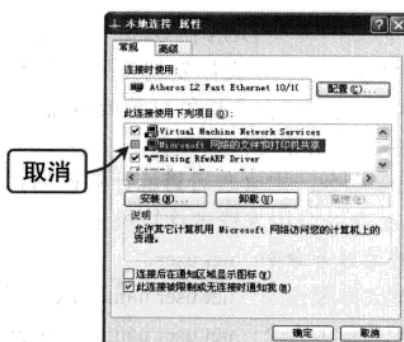 本地连接 属性
常规 高级
连接时使用:
Atheros L2 Fast Ethernet 10/1(
配置(C)...
此连接使用下列项目(O):
Virtual Machine Network Services
Microsoft 网络的文件和打印机共享
Rising RfwARP Driver
取消
安装(N)... 卸载(U) 属性(R)
说明
允许其它计算机用 Microsoft 网络访问您的计算机上的
资源。
连接后在通知区域显示图标(W)
此连接被限制或无连接时通知我(M)
确定 取消